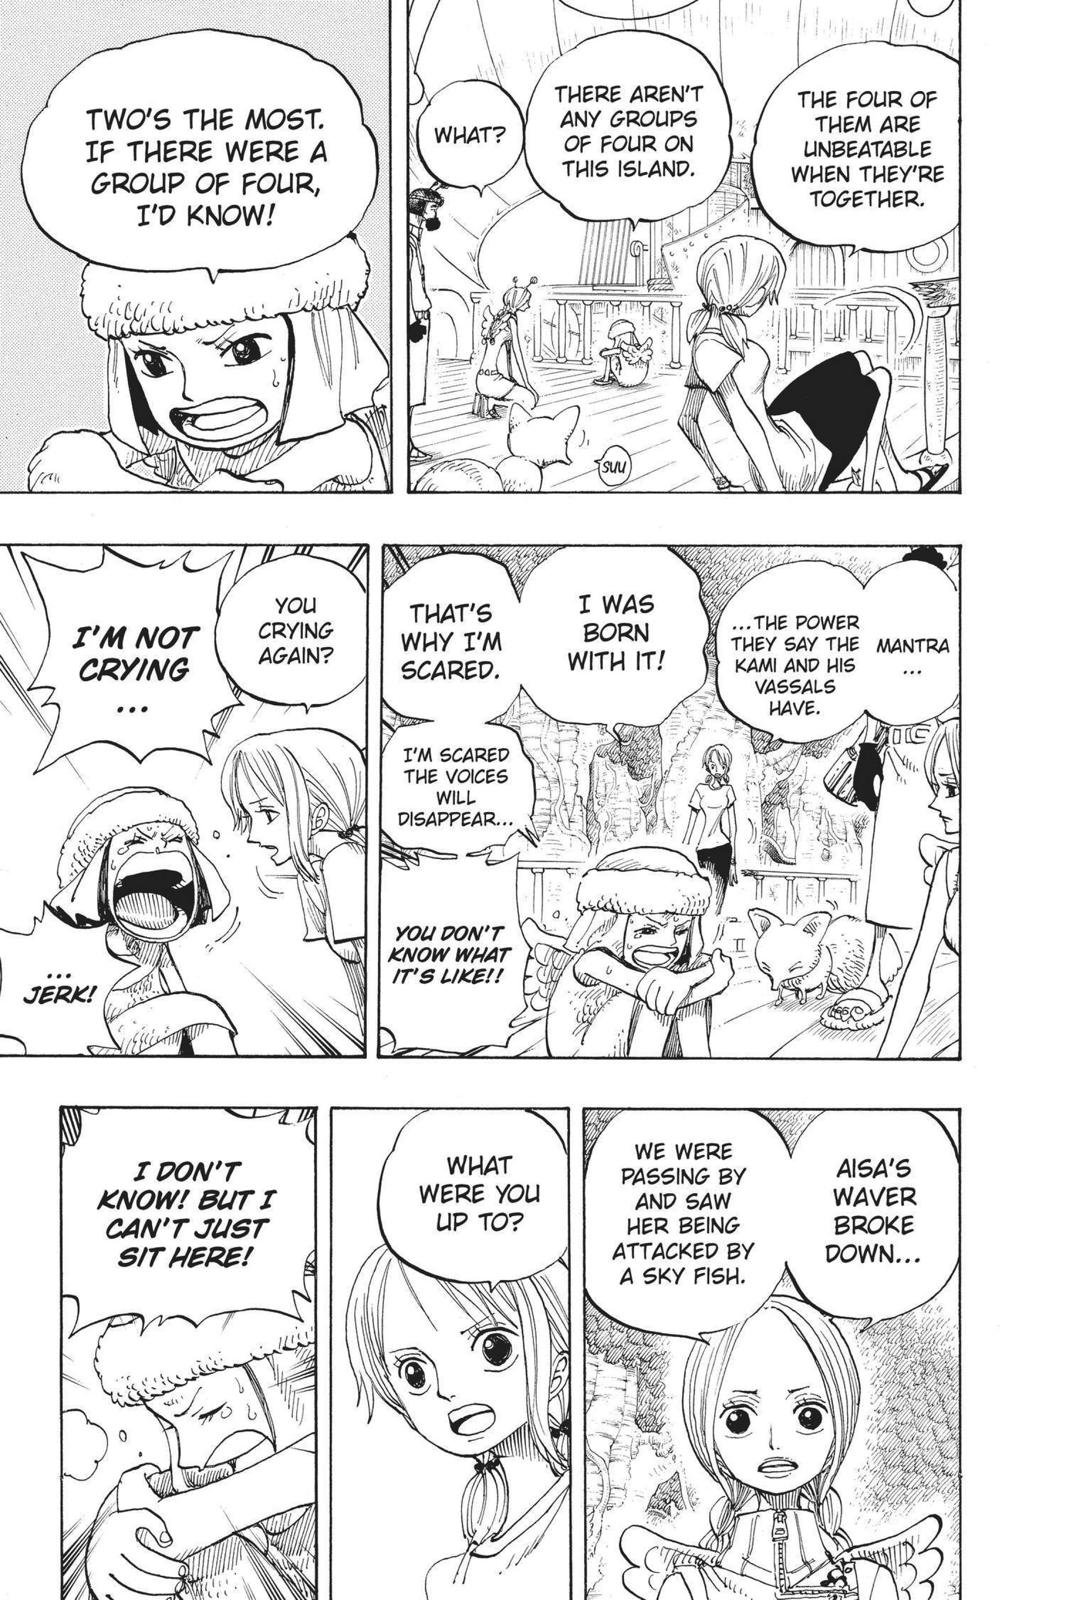 THE FOUR OF
THEM ARE
UNBEATABLE
WHEN THEY'RE
TOGETHER.
THERE AREN'T
ANY GROUPS
OF FOUR ON
THIS ISLAND.
WHAT?
SUU
TWO'S THE MOST.
IF THERE WERE A
GROUP OF FOUR,
I'D KNOW!
MANTRA
...
...THE POWER
THEY SAY THE
KAMI AND HIS
VASSALS
HAVE.
I WAS
BORN
WITH IT!
THAT'S
WHY I'M
SCARED.
I'M SCARED
THE VOICES
WILL
DISAPPEAR...
YOU DON'T
KNOW WHAT
IT'S LIKE!!
YOU
CRYING
AGAIN?
I'M NOT
CRYING
...
...
JERK!
AISA'S
WAVER
BROKE
DOWN...
WE WERE
PASSING BY
AND SAW
HER BEING
ATTACKED BY
A SKY FISH.
WHAT
WERE YOU
UP TO?
I DON'T
KNOW! BUT I
CAN'T JUST
SIT HERE!